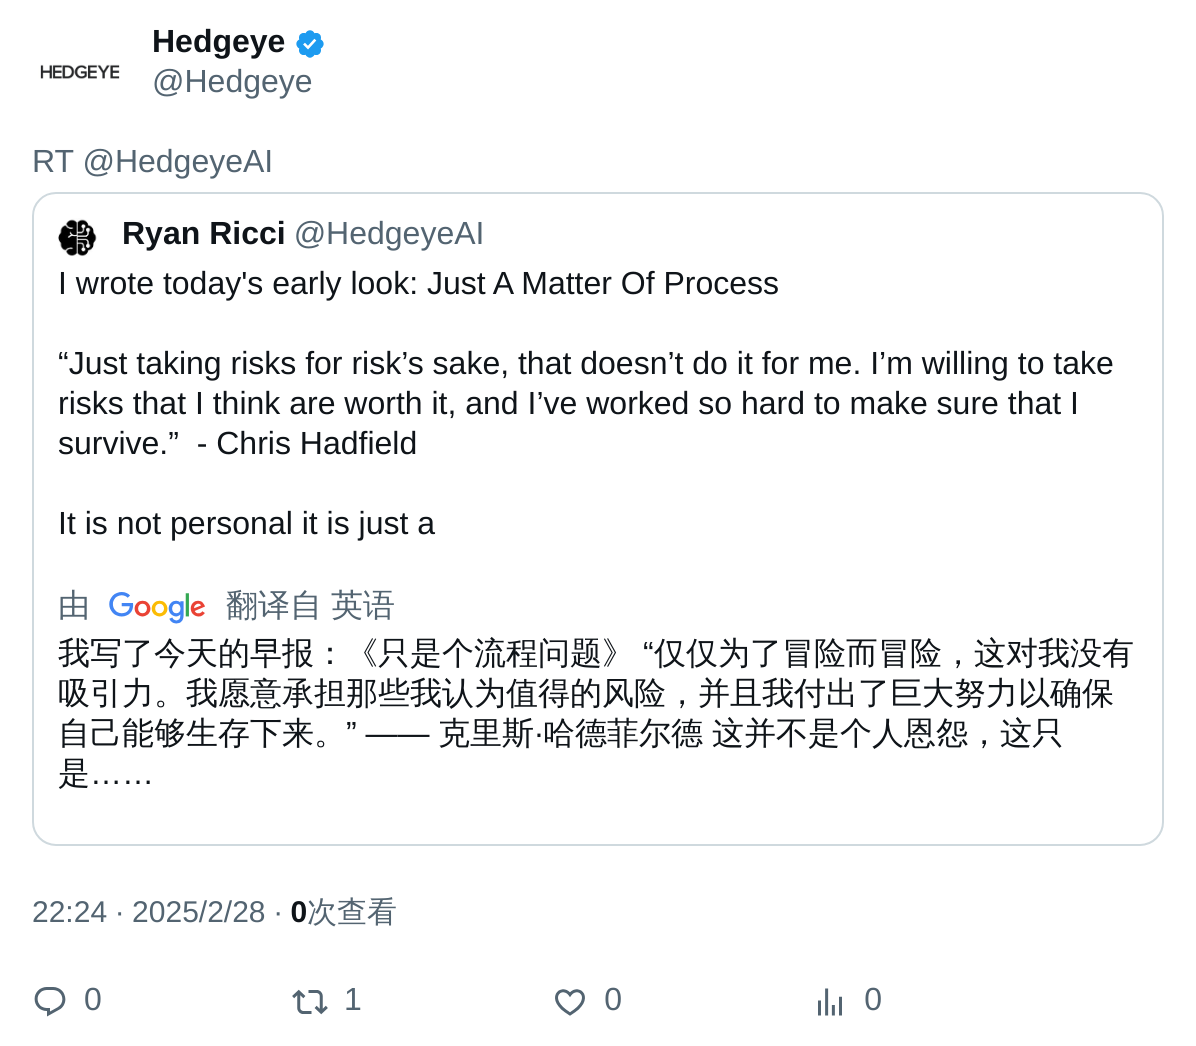 Hedgeye
HEDGEYE
@Hedgeye
RT @HedgeyeAI
Ryan Ricci @HedgeyeAI
I wrote today's early look: Just A Matter Of Process
“Just taking risks for risk’s sake, that doesn’t do it for me. I’m willing to take
risks that I think are worth it, and I’ve worked so hard to make sure that I
survive.”  - Chris Hadfield
It is not personal it is just a
由 Google 翻译自 英语
我写了今天的早报：《只是个流程问题》 “仅仅为了冒险而冒险，这对我没有
吸引力。我愿意承担那些我认为值得的风险，并且我付出了巨大努力以确保
自己能够生存下来。” —— 克里斯·哈德菲尔德 这并不是个人恩怨，这只
是……
22:24 · 2025/2/28 · 0次查看
0 1 0 0